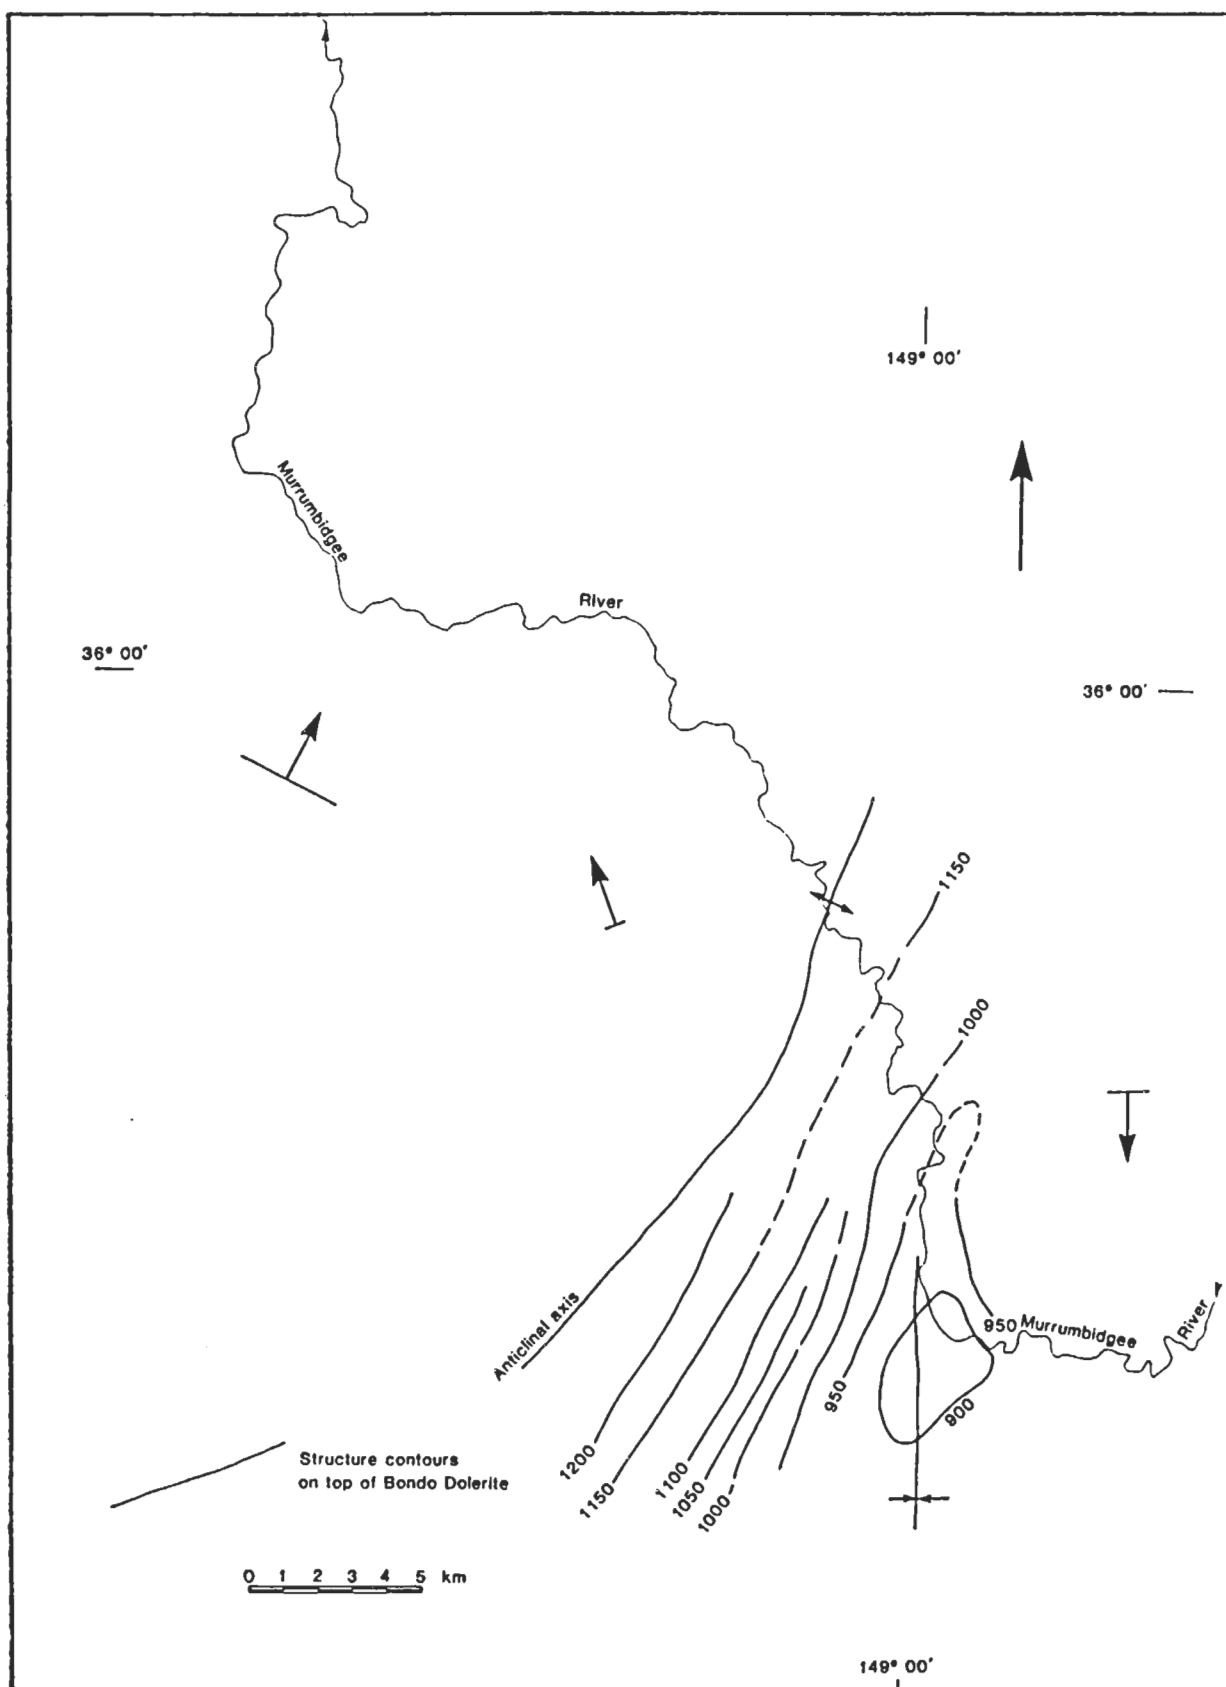 149° 00'
Murrumbidgee
River
36° 00'
36° 00'
1150
1000
Anticlinal axis
950
Murrumbidgee
River
950
900
1200
1150
1100
1050
1000
Structure contours
on top of Bondo Dolerite
0 1 2 3 4 5 km
149° 00'